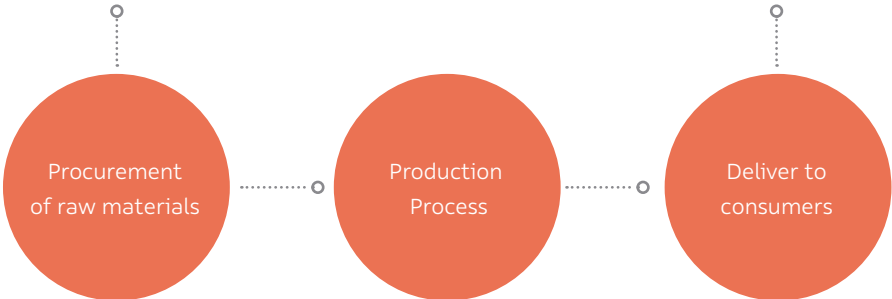 Procurement
of raw materials
Production
Process
Deliver to
consumers